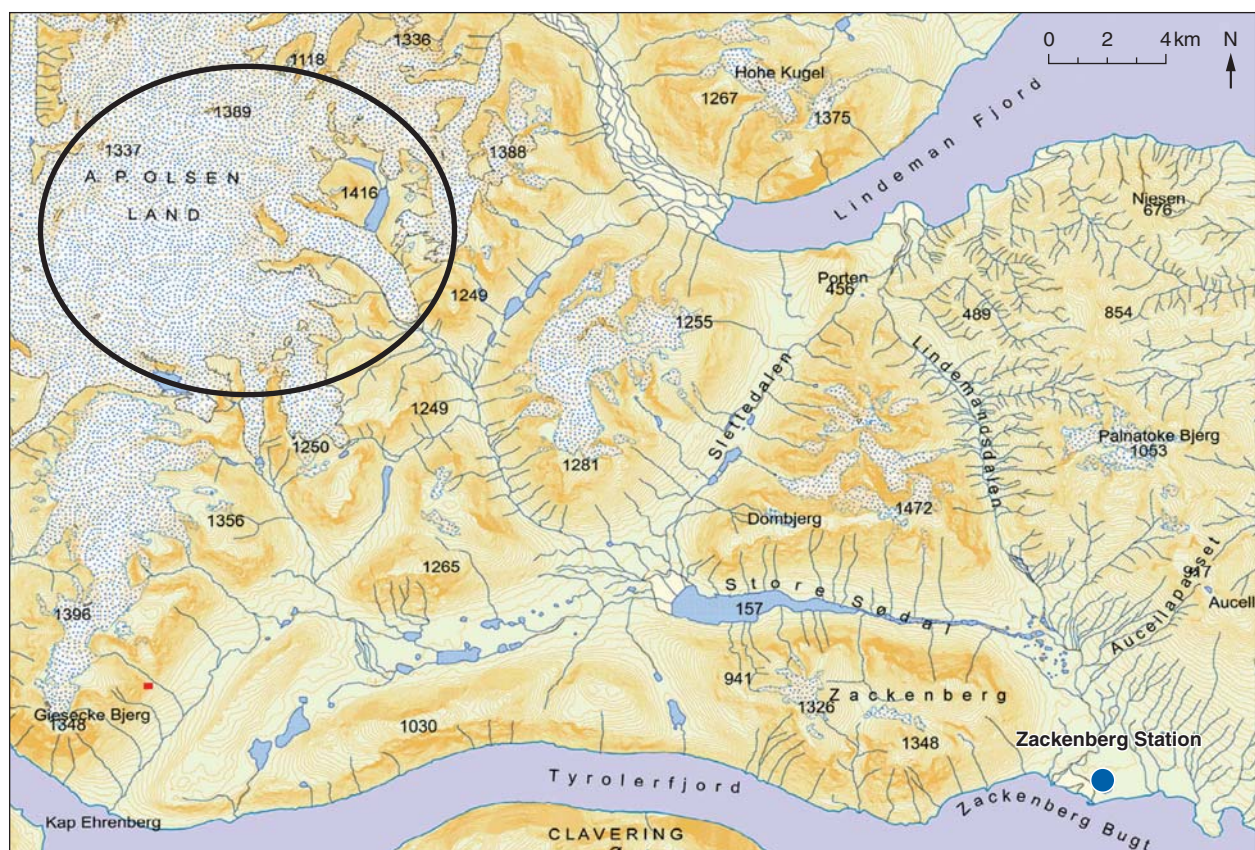 0 2 4 km N
1336
1118
Hohe Kugel
1267
1375
1389
1337
1388
A. P. OLSEN
LAND
1416
Lindeman Fjord
Niesen
676
Porten
456
1249
489
854
1255
Slettedalen
Lindemandsdalen
1249
1250
1281
Palnatoke Bjerg
1053
1356
1472
Dombjerg
1265
Store Sødal
157
917
Aucellapasset
Aucell
1396
941
1326
Zackenberg
Giesecke Bjerg
1348
1030
1348
Zackenberg Station
Tyrolerfjord
Zackenberg Bugt
Kap Ehrenberg
CLAVERING